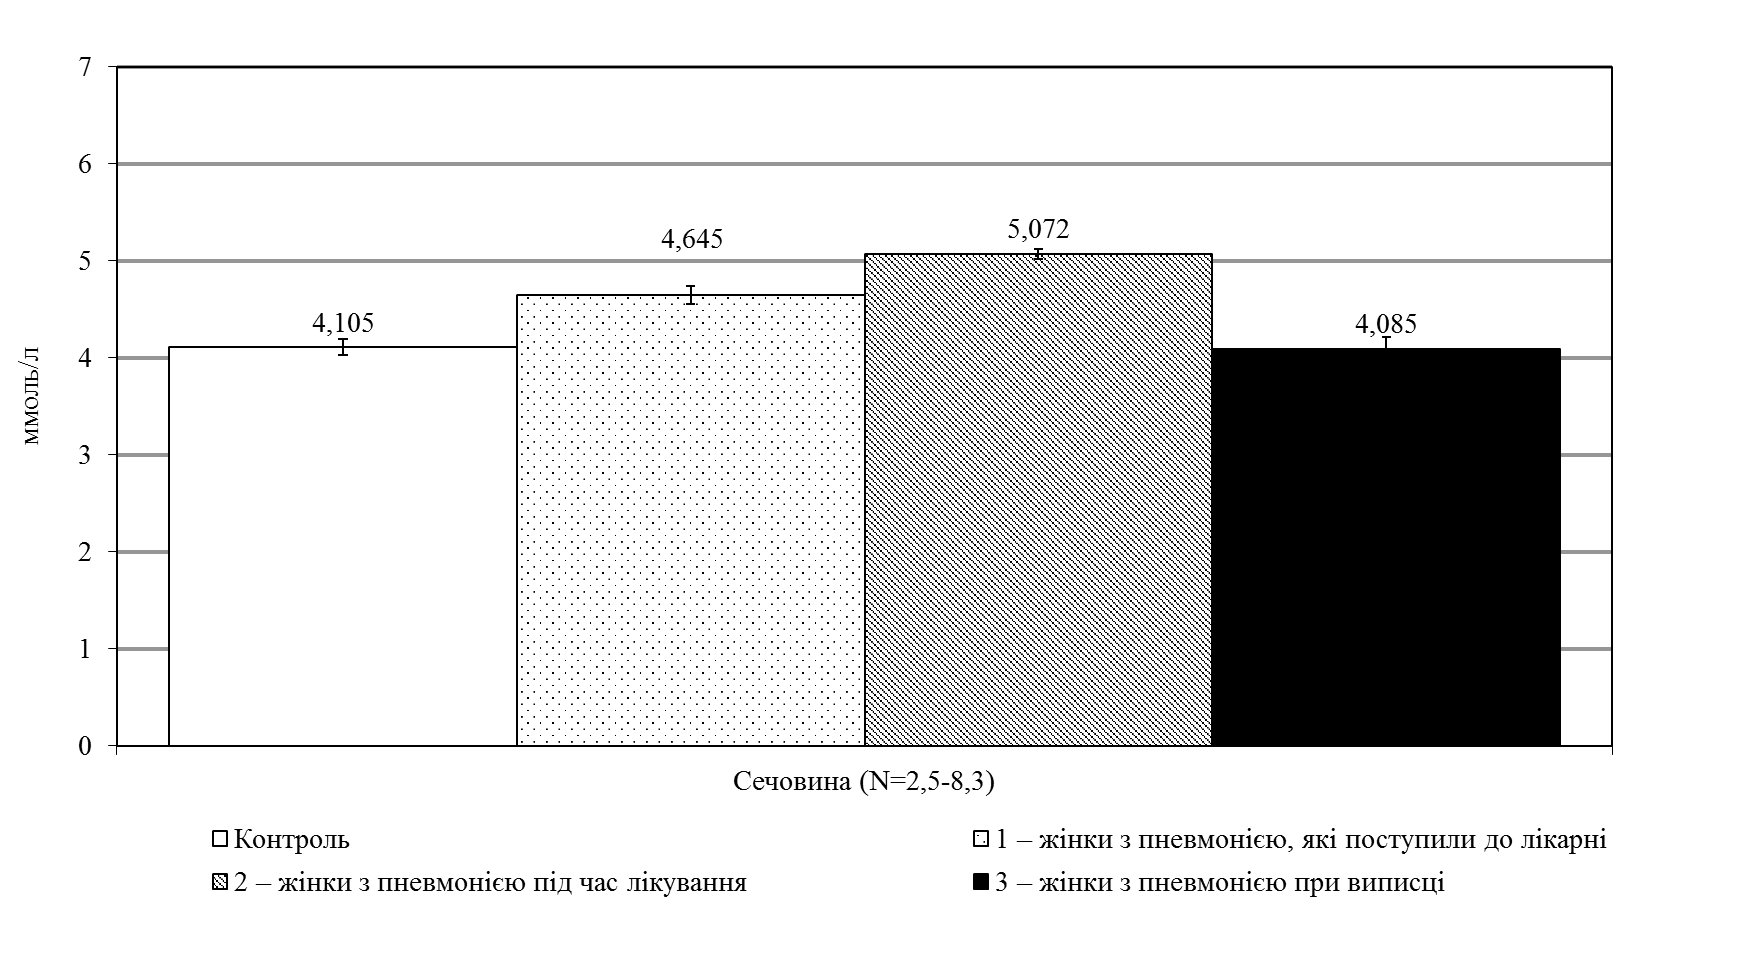 7
6
5
4
3
2
1
0
ммоль/л
4,105
4,645
5,072
4,085
Сечовина (N=2,5-8,3)
Контроль
1 – жінки з пневмонією, які поступили до лікарні
2 – жінки з пневмонією під час лікування
3 – жінки з пневмонією при виписці